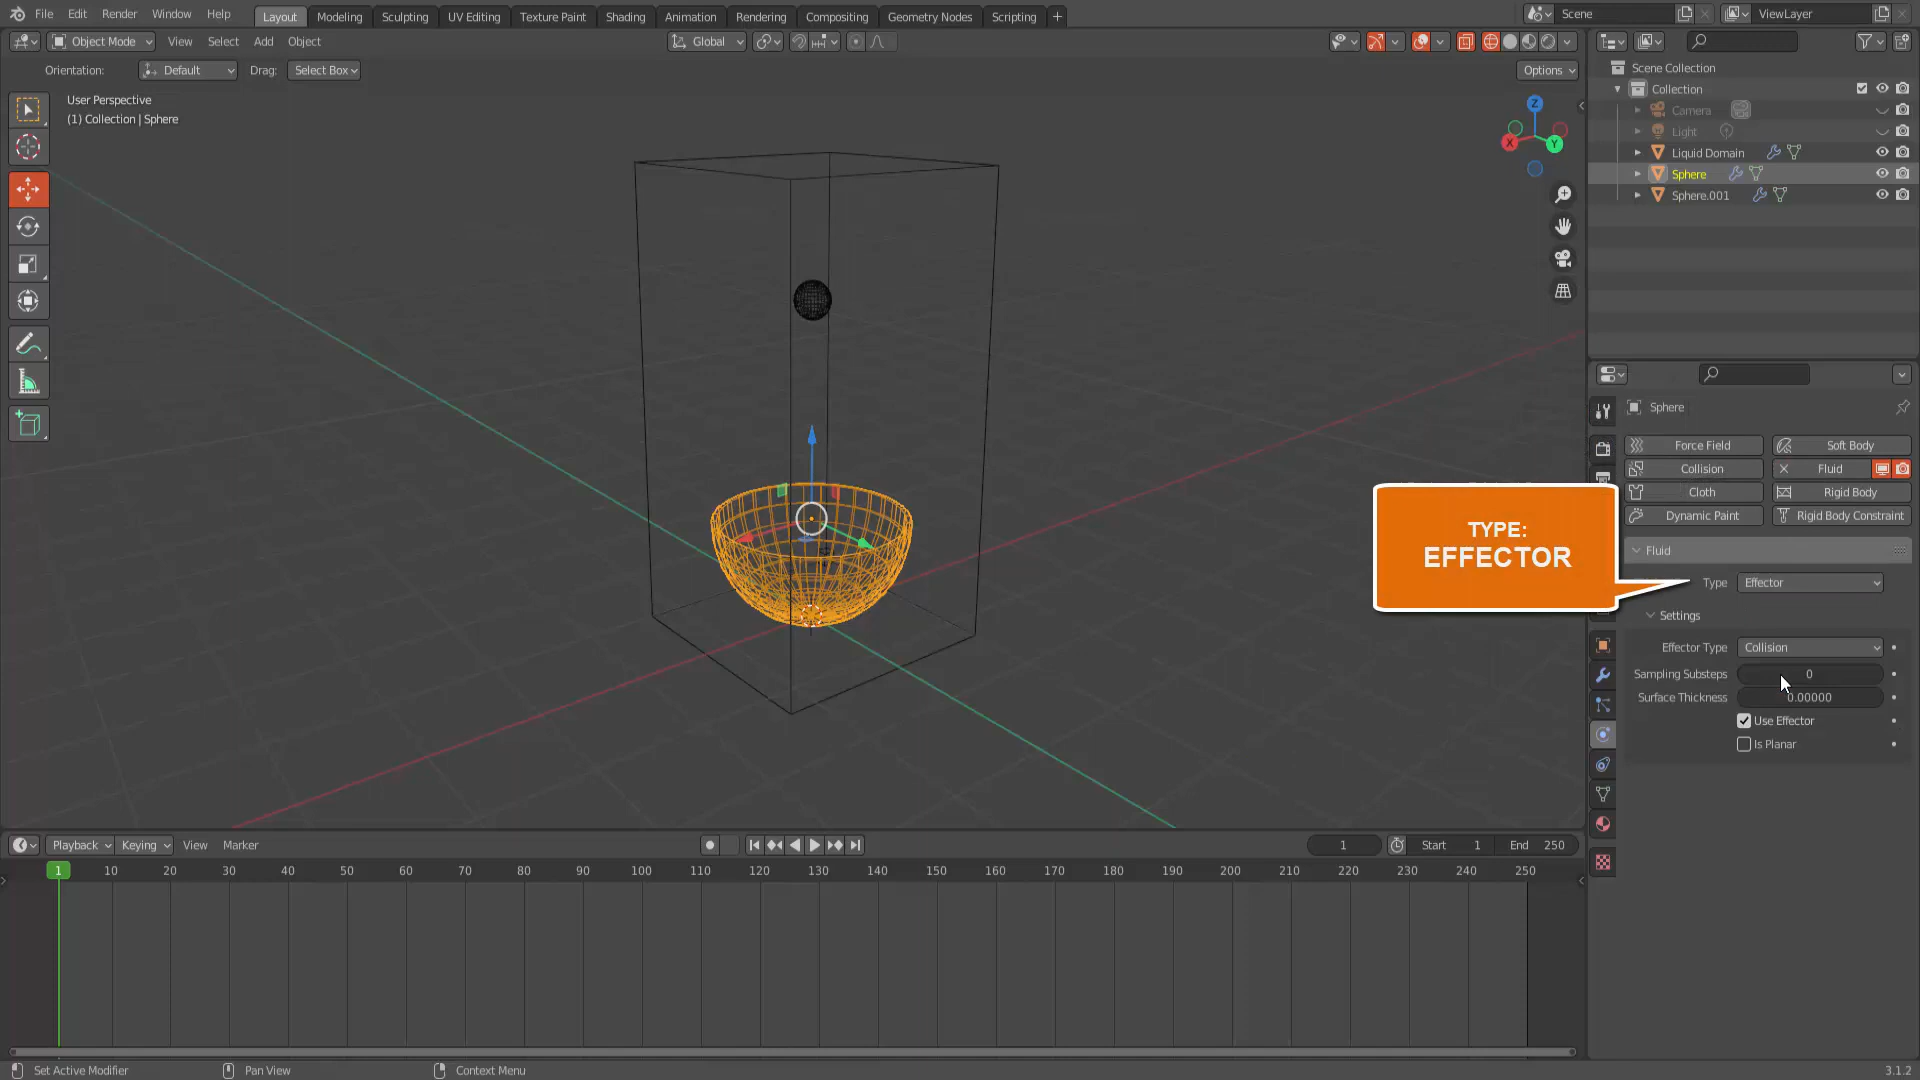 File Edit Render Window Help Layout Modeling Sculpting UV Editing Texture Paint Shading Animation Rendering Compositing Geometry Nodes Scripting + Scene ViewLayer
Object Mode View Select Add Object Global
Orientation: Default Drag: Select Box Options
User Perspective
(1) Collection | Sphere
Z
X
Y
Scene Collection
Collection
Camera
Light
Liquid Domain
Sphere
Sphere.001
Sphere
Force Field Soft Body
Collision Fluid
Cloth Rigid Body
Dynamic Paint Rigid Body Constraint
Fluid
TYPE:
EFFECTOR
Type Effector
Settings
Effector Type Collision
Sampling Substeps 0
Surface Thickness 0.00000
Use Effector
Is Planar
Playback Keying View Marker 1 Start 1 End 250
1 10 20 30 40 50 60 70 80 90 100 110 120 130 140 150 160 170 180 190 200 210 220 230 240 250
Set Active Modifier Pan View Context Menu 3.1.2